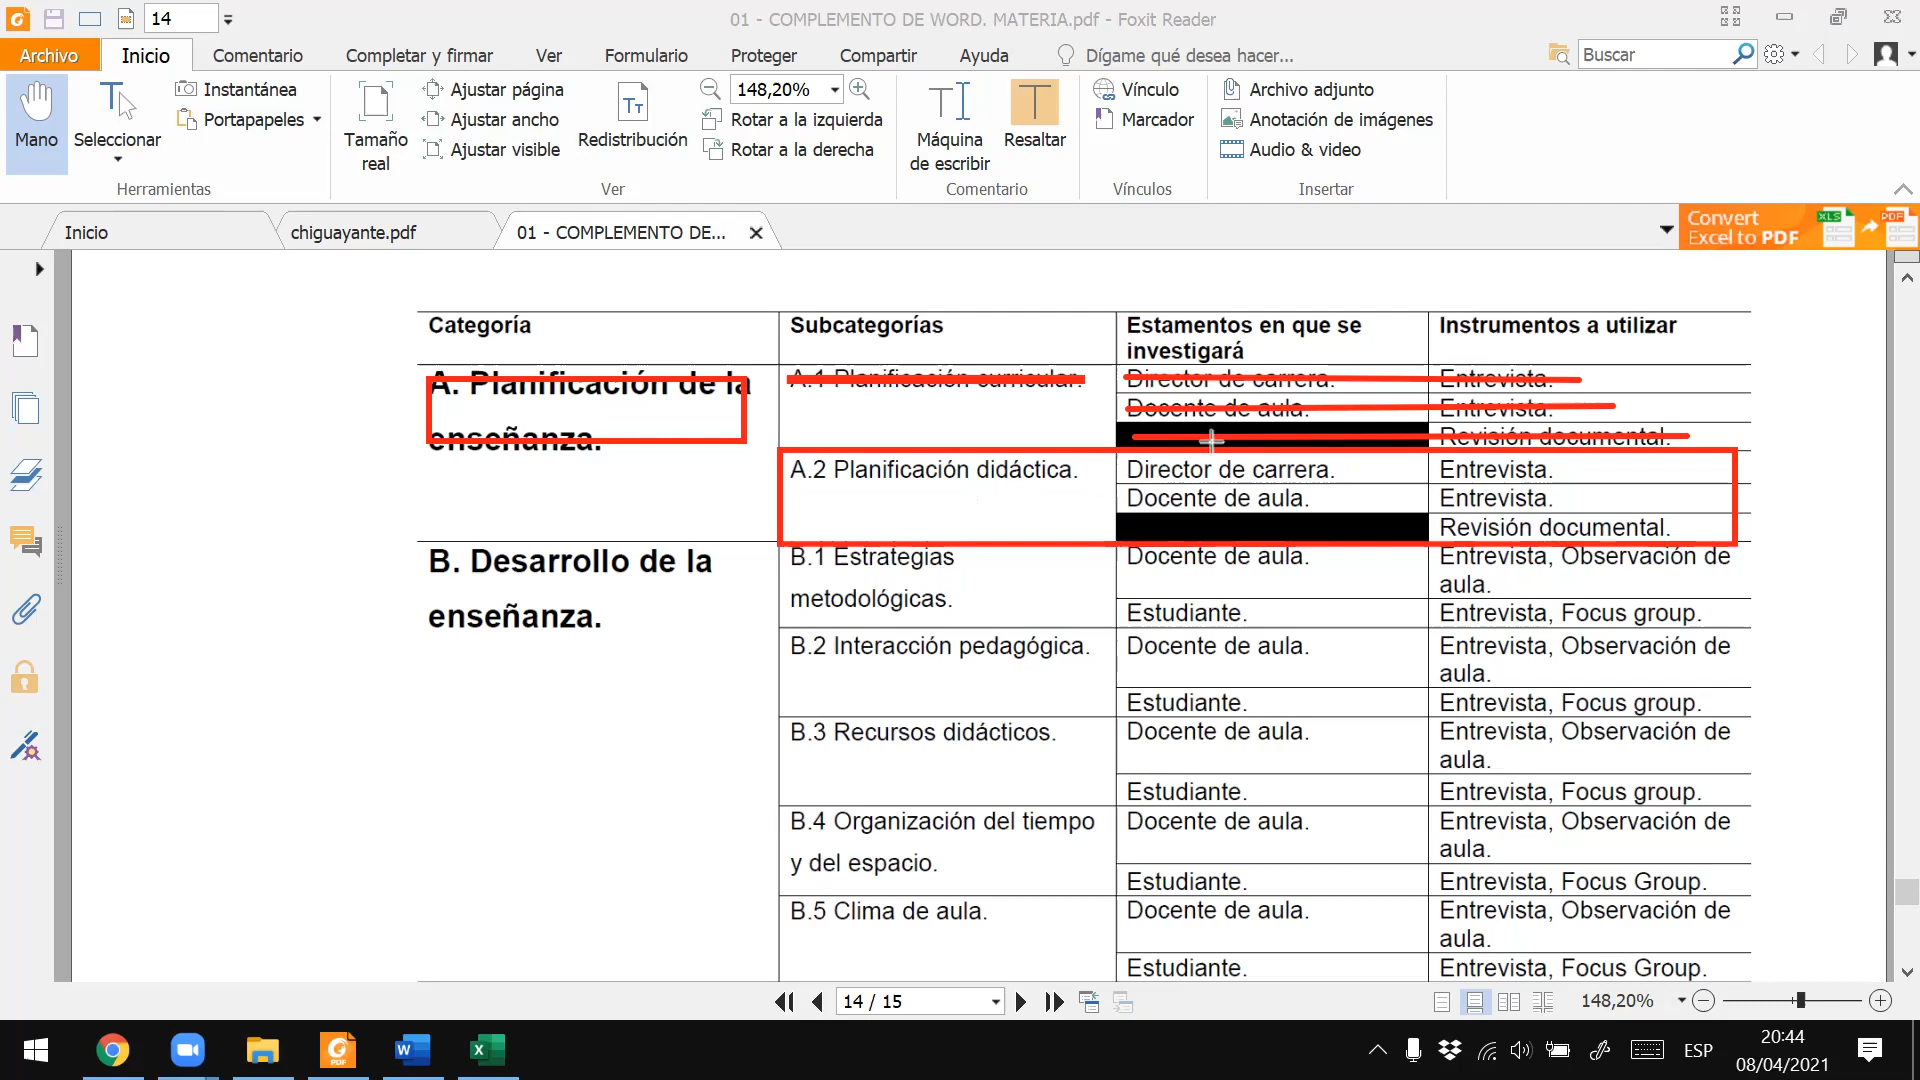 14
01 - COMPLEMENTO DE WORD. MATERIA.pdf - Foxit Reader
Archivo
Inicio
Comentario
Completar y firmar
Ver
Formulario
Proteger
Compartir
Ayuda
Dígame qué desea hacer...
Buscar
Mano
Seleccionar
Instantánea
Portapapeles
Herramientas
Tamaño
real
Ajustar página
Ajustar ancho
Ajustar visible
Redistribución
148,20%
Rotar a la izquierda
Rotar a la derecha
Ver
Máquina
de escribir
Resaltar
Comentario
Vínculo
Marcador
Vínculos
Archivo adjunto
Anotación de imágenes
Audio & video
Insertar
Inicio
chiguayante.pdf
01 - COMPLEMENTO DE...
Convert
Excel to PDF
XLS
PDF
Categoría
Subcategorías
Estamentos en que se
investigará
Instrumentos a utilizar
A. Planificación de la
enseñanza.
A.1 Planificación curricular.
Director de carrera.
Entrevista.
Docente de aula.
Entrevista.
Revisión documental.
A.2 Planificación didáctica.
Director de carrera.
Entrevista.
Docente de aula.
Entrevista.
Revisión documental.
B. Desarrollo de la
enseñanza.
B.1 Estrategias
metodológicas.
Docente de aula.
Entrevista, Observación de
aula.
Estudiante.
Entrevista, Focus group.
B.2 Interacción pedagógica.
Docente de aula.
Entrevista, Observación de
aula.
Estudiante.
Entrevista, Focus group.
B.3 Recursos didácticos.
Docente de aula.
Entrevista, Observación de
aula.
Estudiante.
Entrevista, Focus group.
B.4 Organización del tiempo
y del espacio.
Docente de aula.
Entrevista, Observación de
aula.
Estudiante.
Entrevista, Focus Group.
B.5 Clima de aula.
Docente de aula.
Entrevista, Observación de
aula.
Estudiante.
Entrevista, Focus Group.
14 / 15
148,20%
PDF
W
X
ESP
20:44
08/04/2021